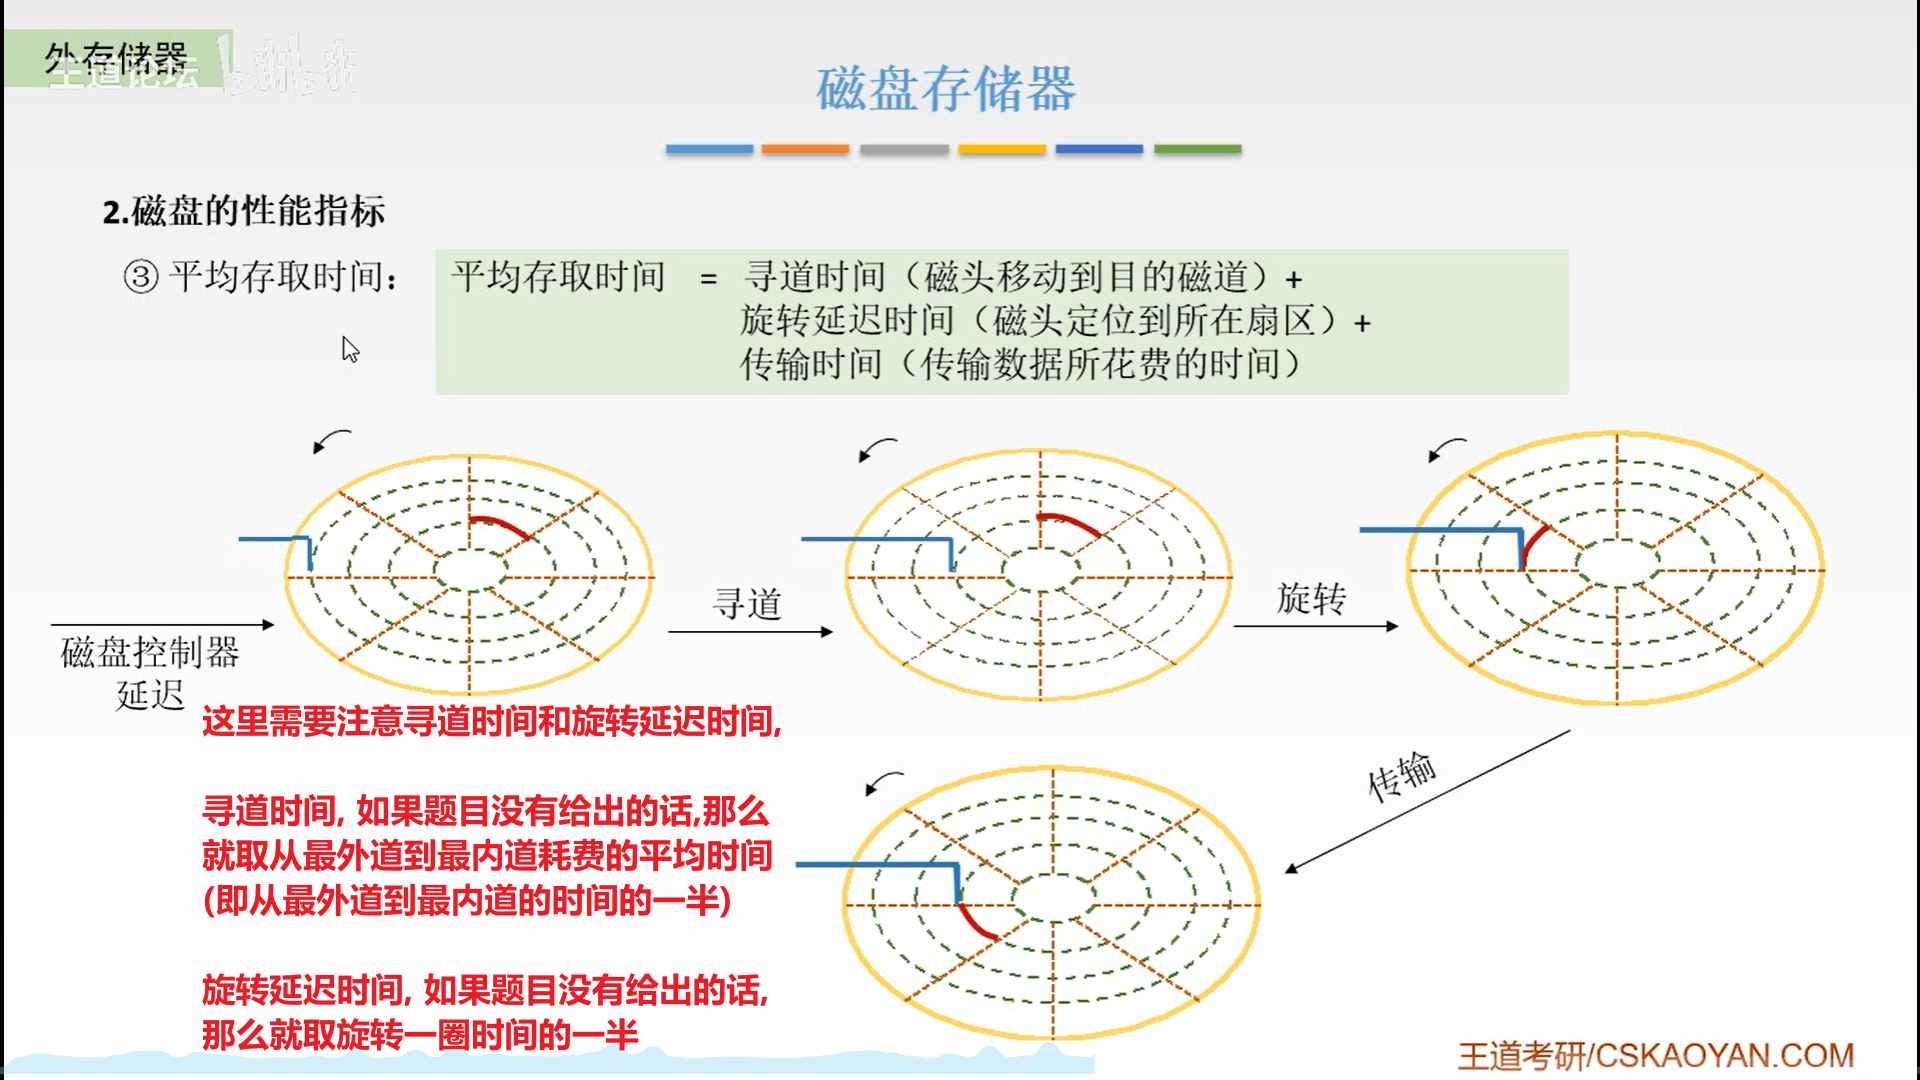 外存储器
王道论坛 bilibili
磁盘存储器
2.磁盘的性能指标
③ 平均存取时间：
平均存取时间 = 寻道时间（磁头移动到目的磁道）+
旋转延迟时间（磁头定位到所在扇区）+
传输时间（传输数据所花费的时间）
磁盘控制器
延迟
寻道
旋转
传输
这里需要注意寻道时间和旋转延迟时间,
寻道时间, 如果题目没有给出的话,那么
就取从最外道到最内道耗费的平均时间
(即从最外道到最内道的时间的一半)
旋转延迟时间, 如果题目没有给出的话,
那么就取旋转一圈时间的一半
王道考研/CSKAOYAN.COM